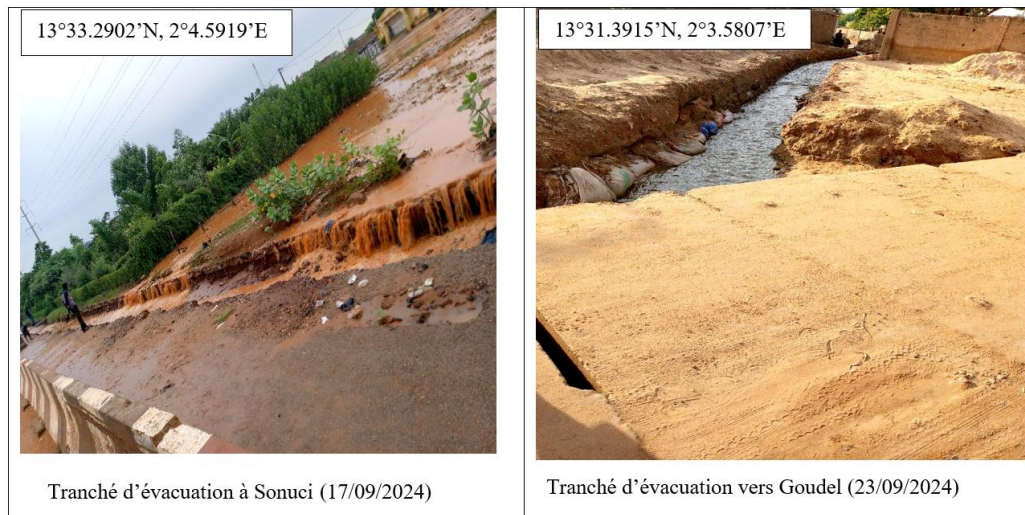 13°33.2902’N, 2°4.5919’E
13°31.3915’N, 2°3.5807’E
Tranché d’évacuation à Sonuci (17/09/2024)
Tranché d’évacuation vers Goudel (23/09/2024)